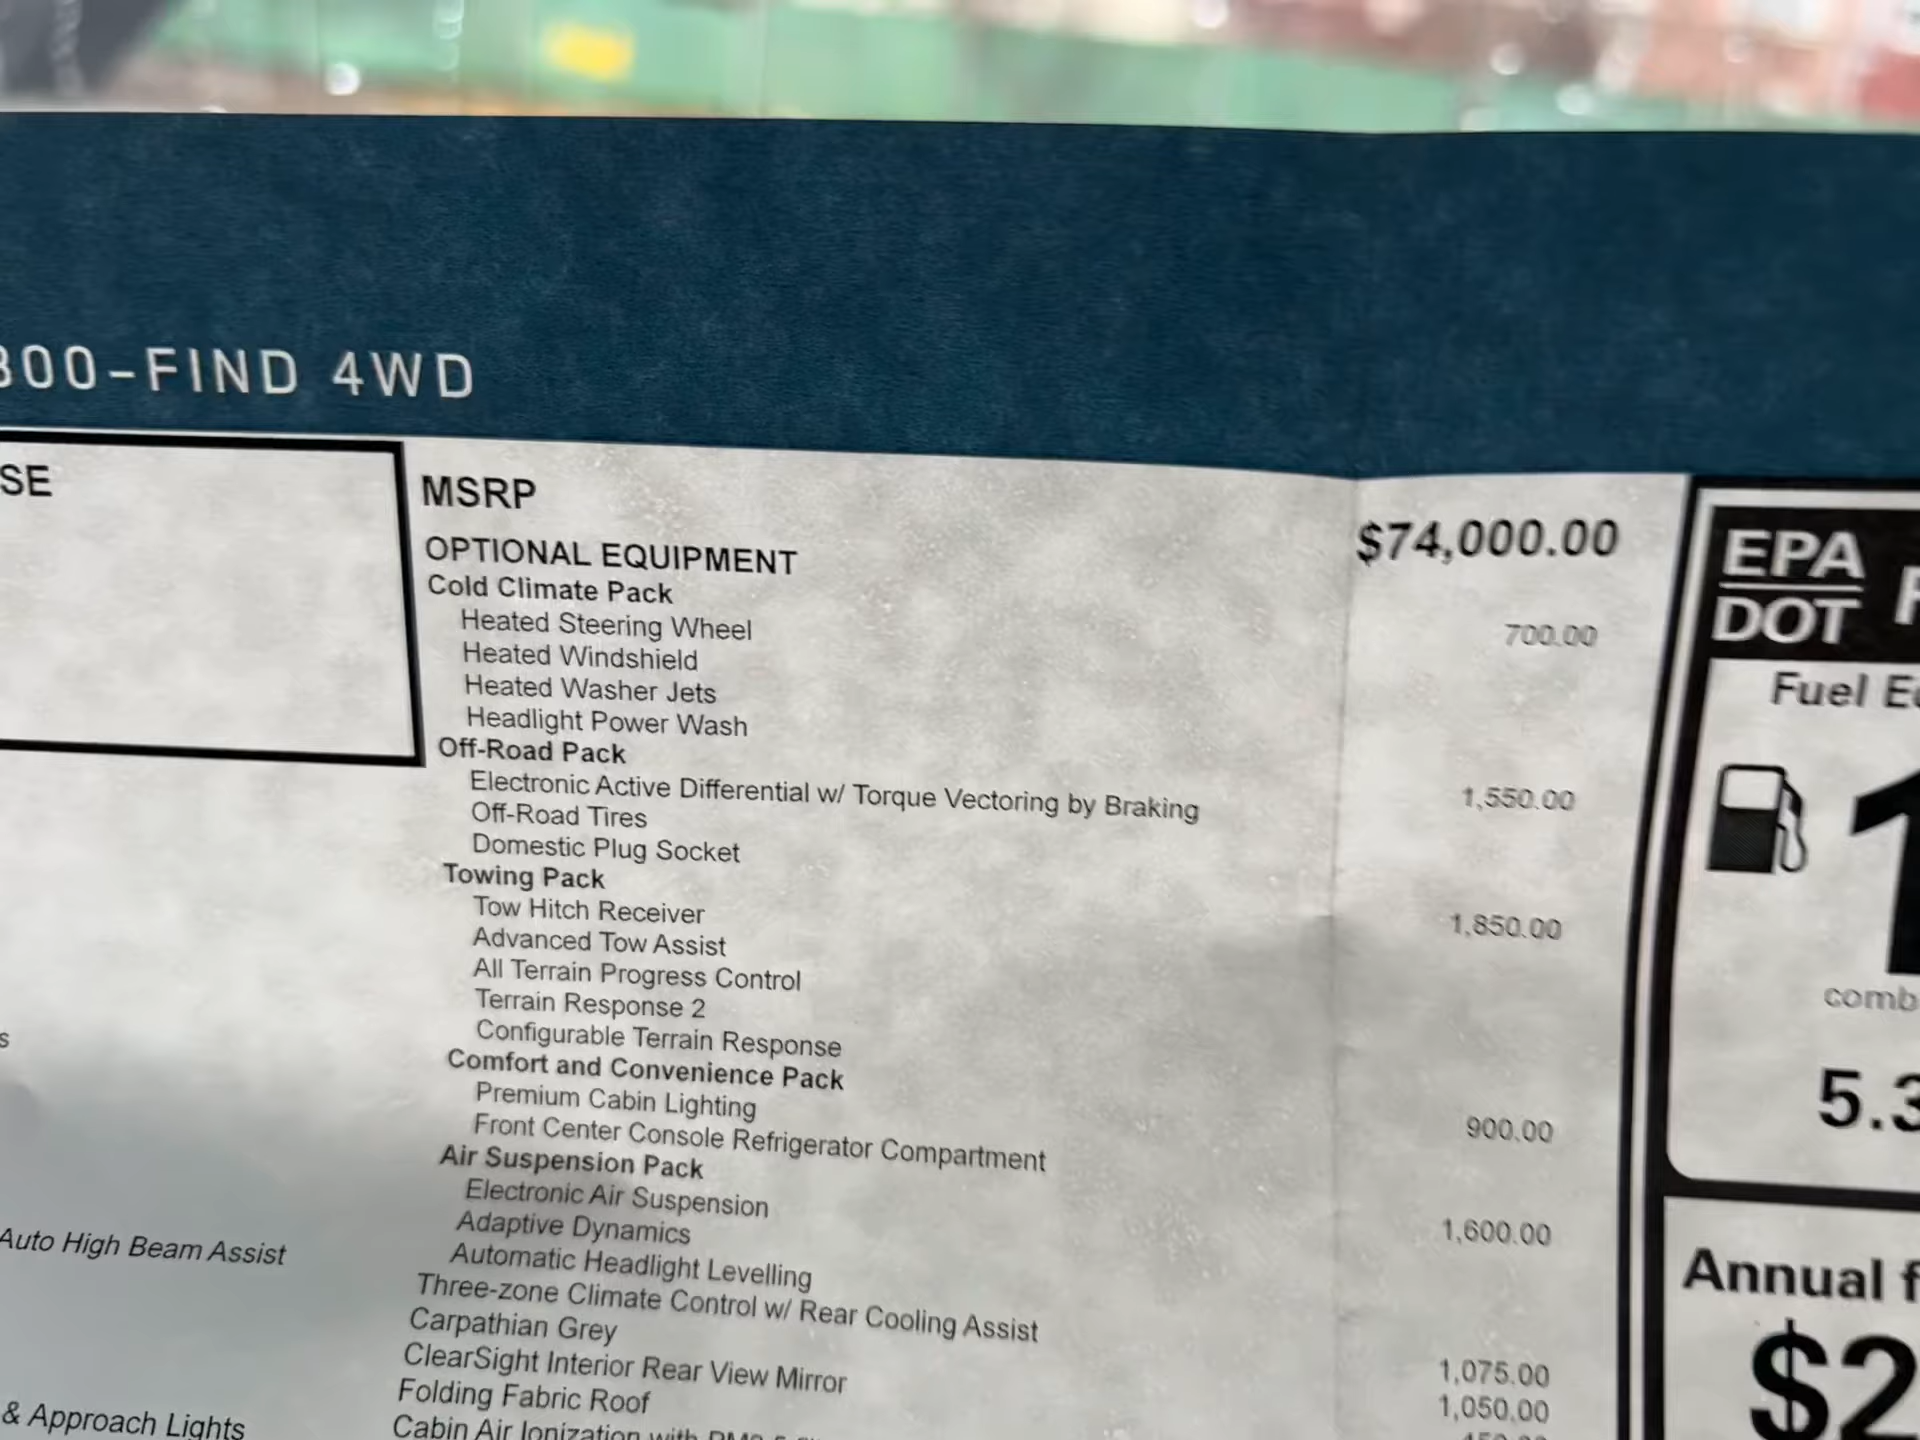 800-FIND 4WD
SE
MSRP
$74,000.00
OPTIONAL EQUIPMENT
Cold Climate Pack
700.00
Heated Steering Wheel
Heated Windshield
Heated Washer Jets
Headlight Power Wash
Off-Road Pack
1,550.00
Electronic Active Differential w/ Torque Vectoring by Braking
Off-Road Tires
Domestic Plug Socket
Towing Pack
1,850.00
Tow Hitch Receiver
Advanced Tow Assist
All Terrain Progress Control
Terrain Response 2
Configurable Terrain Response
Comfort and Convenience Pack
900.00
Premium Cabin Lighting
Front Center Console Refrigerator Compartment
Air Suspension Pack
1,600.00
Electronic Air Suspension
Adaptive Dynamics
Automatic Headlight Levelling
Three-zone Climate Control w/ Rear Cooling Assist
1,075.00
Carpathian Grey
1,050.00
ClearSight Interior Rear View Mirror
Folding Fabric Roof
Cabin Air Ionization with
s
Auto High Beam Assist
& Approach Lights
EPA
DOT
Fuel
1
comb
5.3
Annual f
$2